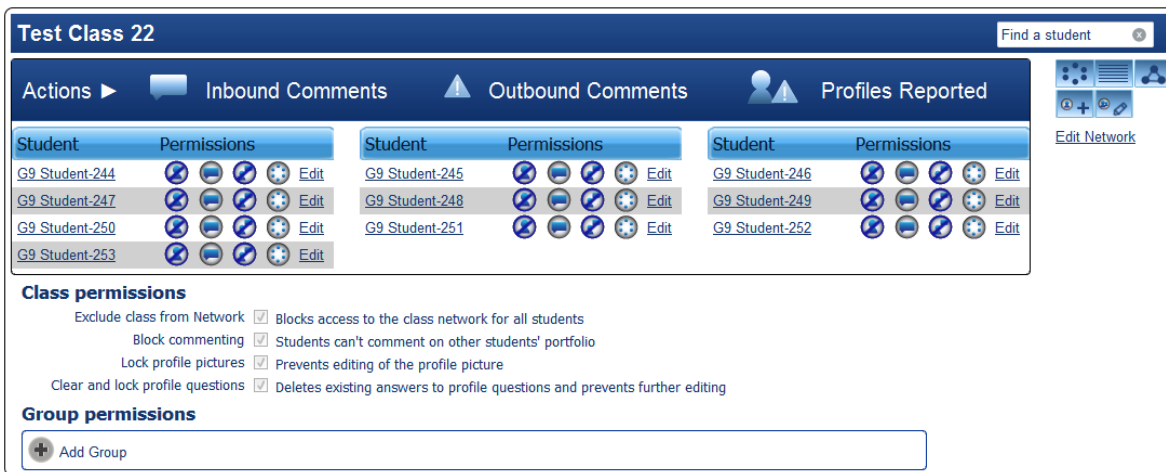 Test Class 22 Find a student
Actions ► Inbound Comments Outbound Comments Profiles Reported
Edit Network
Student Permissions Student Permissions Student Permissions
G9 Student-244 Edit G9 Student-245 Edit G9 Student-246 Edit
G9 Student-247 Edit G9 Student-248 Edit G9 Student-249 Edit
G9 Student-250 Edit G9 Student-251 Edit G9 Student-252 Edit
G9 Student-253 Edit
Class permissions
Exclude class from Network Blocks access to the class network for all students
Block commenting Students can't comment on other students' portfolio
Lock profile pictures Prevents editing of the profile picture
Clear and lock profile questions Deletes existing answers to profile questions and prevents further editing
Group permissions
Add Group